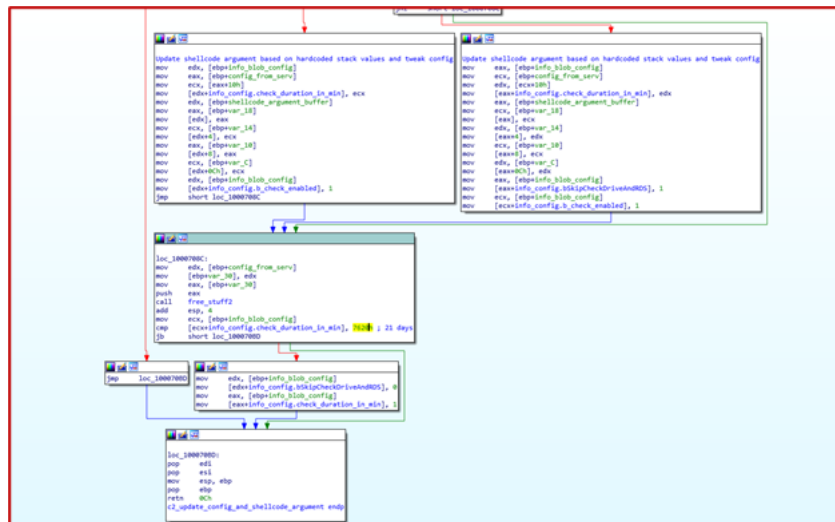 short loc_1000708C
Update shellcode argument based on hardcoded stack values and tweak config
mov edx, [ebp+info_blob_config]
mov eax, [ebp+config_from_serv]
mov ecx, [eax+10h]
mov [edx+info_config.check_duration_in_min], ecx
mov edx, [ebp+shellcode_argument_buffer]
mov eax, [ebp+var_18]
mov [edx], eax
mov ecx, [ebp+var_14]
mov [edx+4], ecx
mov eax, [ebp+var_10]
mov [edx+8], eax
mov ecx, [ebp+var_C]
mov [edx+0Ch], ecx
mov edx, [ebp+info_blob_config]
mov [edx+info_config.b_check_enabled], 1
jmp short loc_1000708C
Update shellcode argument based on hardcoded stack values and tweak config
mov eax, [ebp+info_blob_config]
mov ecx, [ebp+config_from_serv]
mov edx, [ecx+10h]
mov [eax+info_config.check_duration_in_min], edx
mov eax, [ebp+shellcode_argument_buffer]
mov ecx, [ebp+var_18]
mov [eax], ecx
mov edx, [ebp+var_14]
mov [eax+4], edx
mov ecx, [ebp+var_10]
mov [eax+8], ecx
mov edx, [ebp+var_C]
mov [eax+0Ch], edx
mov eax, [ebp+info_blob_config]
mov [eax+info_config.bSkipCheckDriveAndRDS], 1
mov ecx, [ebp+info_blob_config]
mov [ecx+info_config.b_check_enabled], 1
loc_1000708C:
mov edx, [ebp+config_from_serv]
mov [ebp+var_30], edx
mov eax, [ebp+var_30]
push eax
call free_stuff2
add esp, 4
mov ecx, [ebp+info_blob_config]
cmp [ecx+info_config.check_duration_in_min], 7620h ; 21 days
jb short loc_100070BD
jmp loc_100070BD
mov edx, [ebp+info_blob_config]
mov [edx+info_config.bSkipCheckDriveAndRDS], 0
mov eax, [ebp+info_blob_config]
mov [eax+info_config.check_duration_in_min], 1
loc_100070BD:
pop edi
pop esi
mov esp, ebp
pop ebp
retn 0Ch
c2_update_config_and_shellcode_argument endp